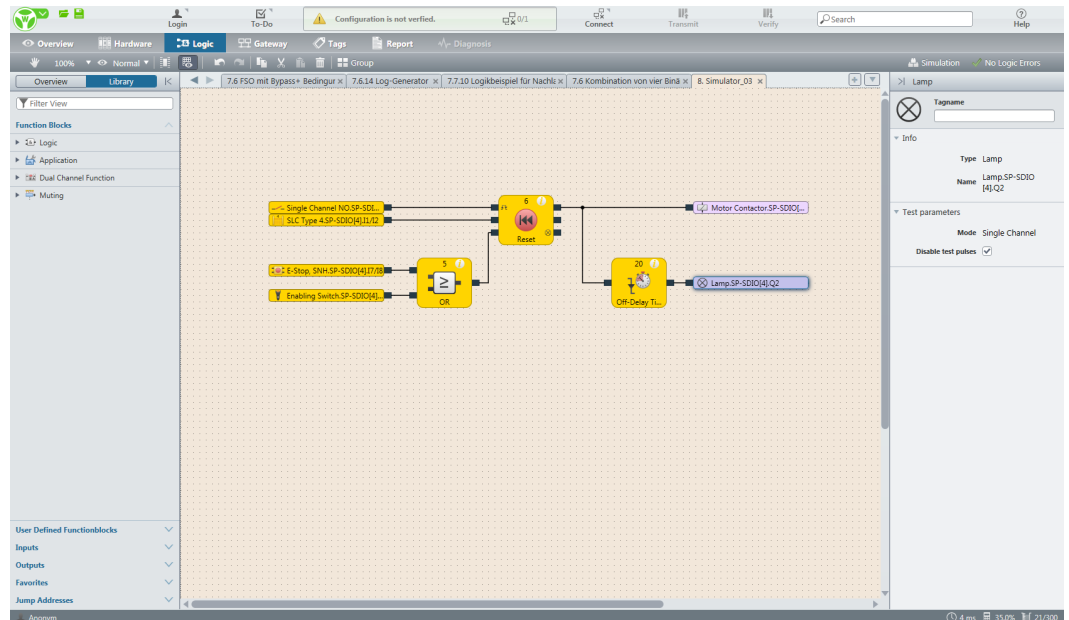 Login
To-Do
Configuration is not verfied.
0/1
Connect
Transmit
Verify
Search
Help
Overview
Hardware
Logic
Gateway
Tags
Report
Diagnosis
100%
Normal
Group
Simulation
No Logic Errors
Overview
Library
7.6 FSO mit Bypass+ Bedingur
7.6.14 Log-Generator
7.7.10 Logikbeispiel für Nachla
7.6 Kombination von vier Binä
8. Simulator_03
Lamp
Filter View
Function Blocks
Logic
Application
Dual Channel Function
Muting
Single Channel NO.SP-SDI...
SLC Type 4.SP-SDIO[4].I1/I2
E-Stop, SNH.SP-SDIO[4].I7/I8
Enabling Switch.SP-SDIO[4]...
6
Reset
5
OR
20
Off-Delay Ti...
Motor Contactor.SP-SDIO[...
Lamp.SP-SDIO[4].Q2
Tagname
Info
Type Lamp
Name Lamp.SP-SDIO
[4].Q2
Test parameters
Mode Single Channel
Disable test pulses
User Defined Functionblocks
Inputs
Outputs
Favorites
Jump Addresses
Anonym
4 ms
35.0%
21/300